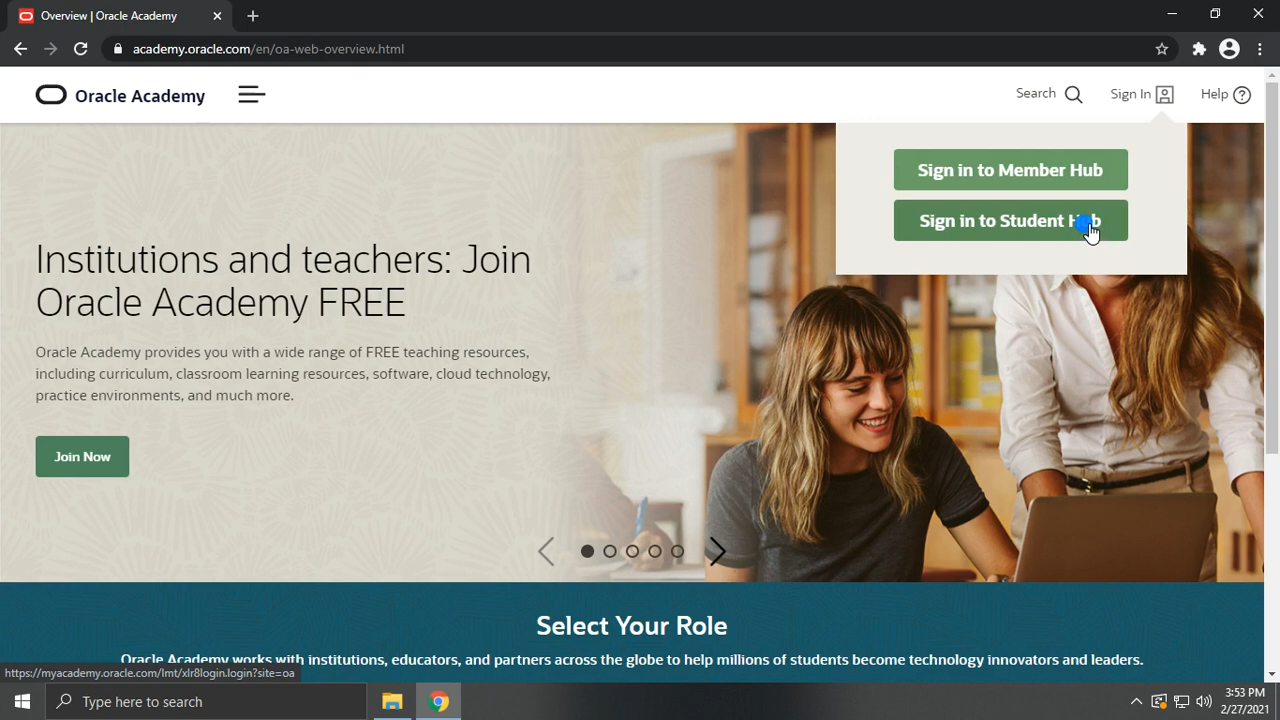 Overview | Oracle Academy
academy.oracle.com/en/oa-web-overview.html
Oracle Academy
Search
Sign In
Help
Sign in to Member Hub
Sign in to Student Hub
Institutions and teachers: Join
Oracle Academy FREE
Oracle Academy provides you with a wide range of FREE teaching resources,
including curriculum, classroom learning resources, software, cloud technology,
practice environments, and much more.
Join Now
Select Your Role
Oracle Academy works with institutions, educators, and partners across the globe to help millions of students become technology innovators and leaders.
https://myacademy.oracle.com/lmt/xlr8login.login?site=oa
Type here to search
3:53 PM
2/27/2021